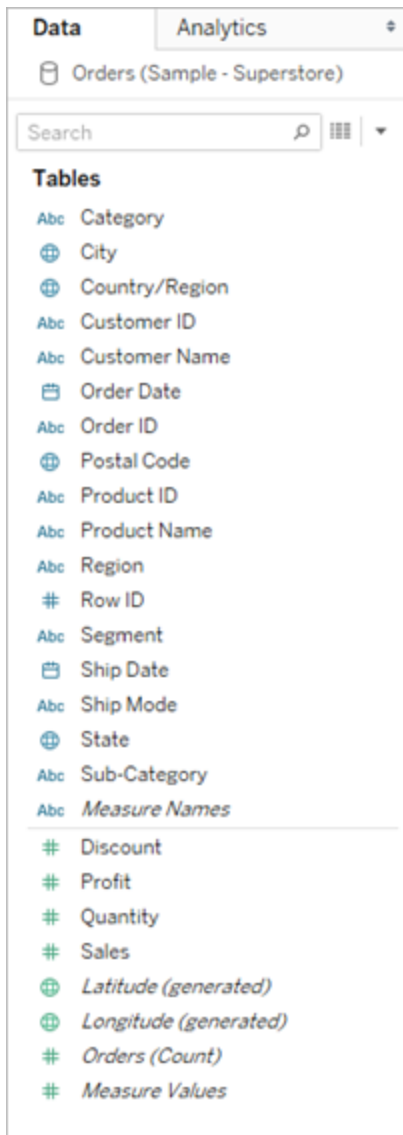 Data Analytics
Orders (Sample - Superstore)
Search
Tables
Abc Category
City
Country/Region
Abc Customer ID
Abc Customer Name
Order Date
Abc Order ID
Postal Code
Abc Product ID
Abc Product Name
Abc Region
# Row ID
Abc Segment
Ship Date
Abc Ship Mode
State
Abc Sub-Category
Abc Measure Names
# Discount
# Profit
# Quantity
# Sales
Latitude (generated)
Longitude (generated)
# Orders (Count)
# Measure Values